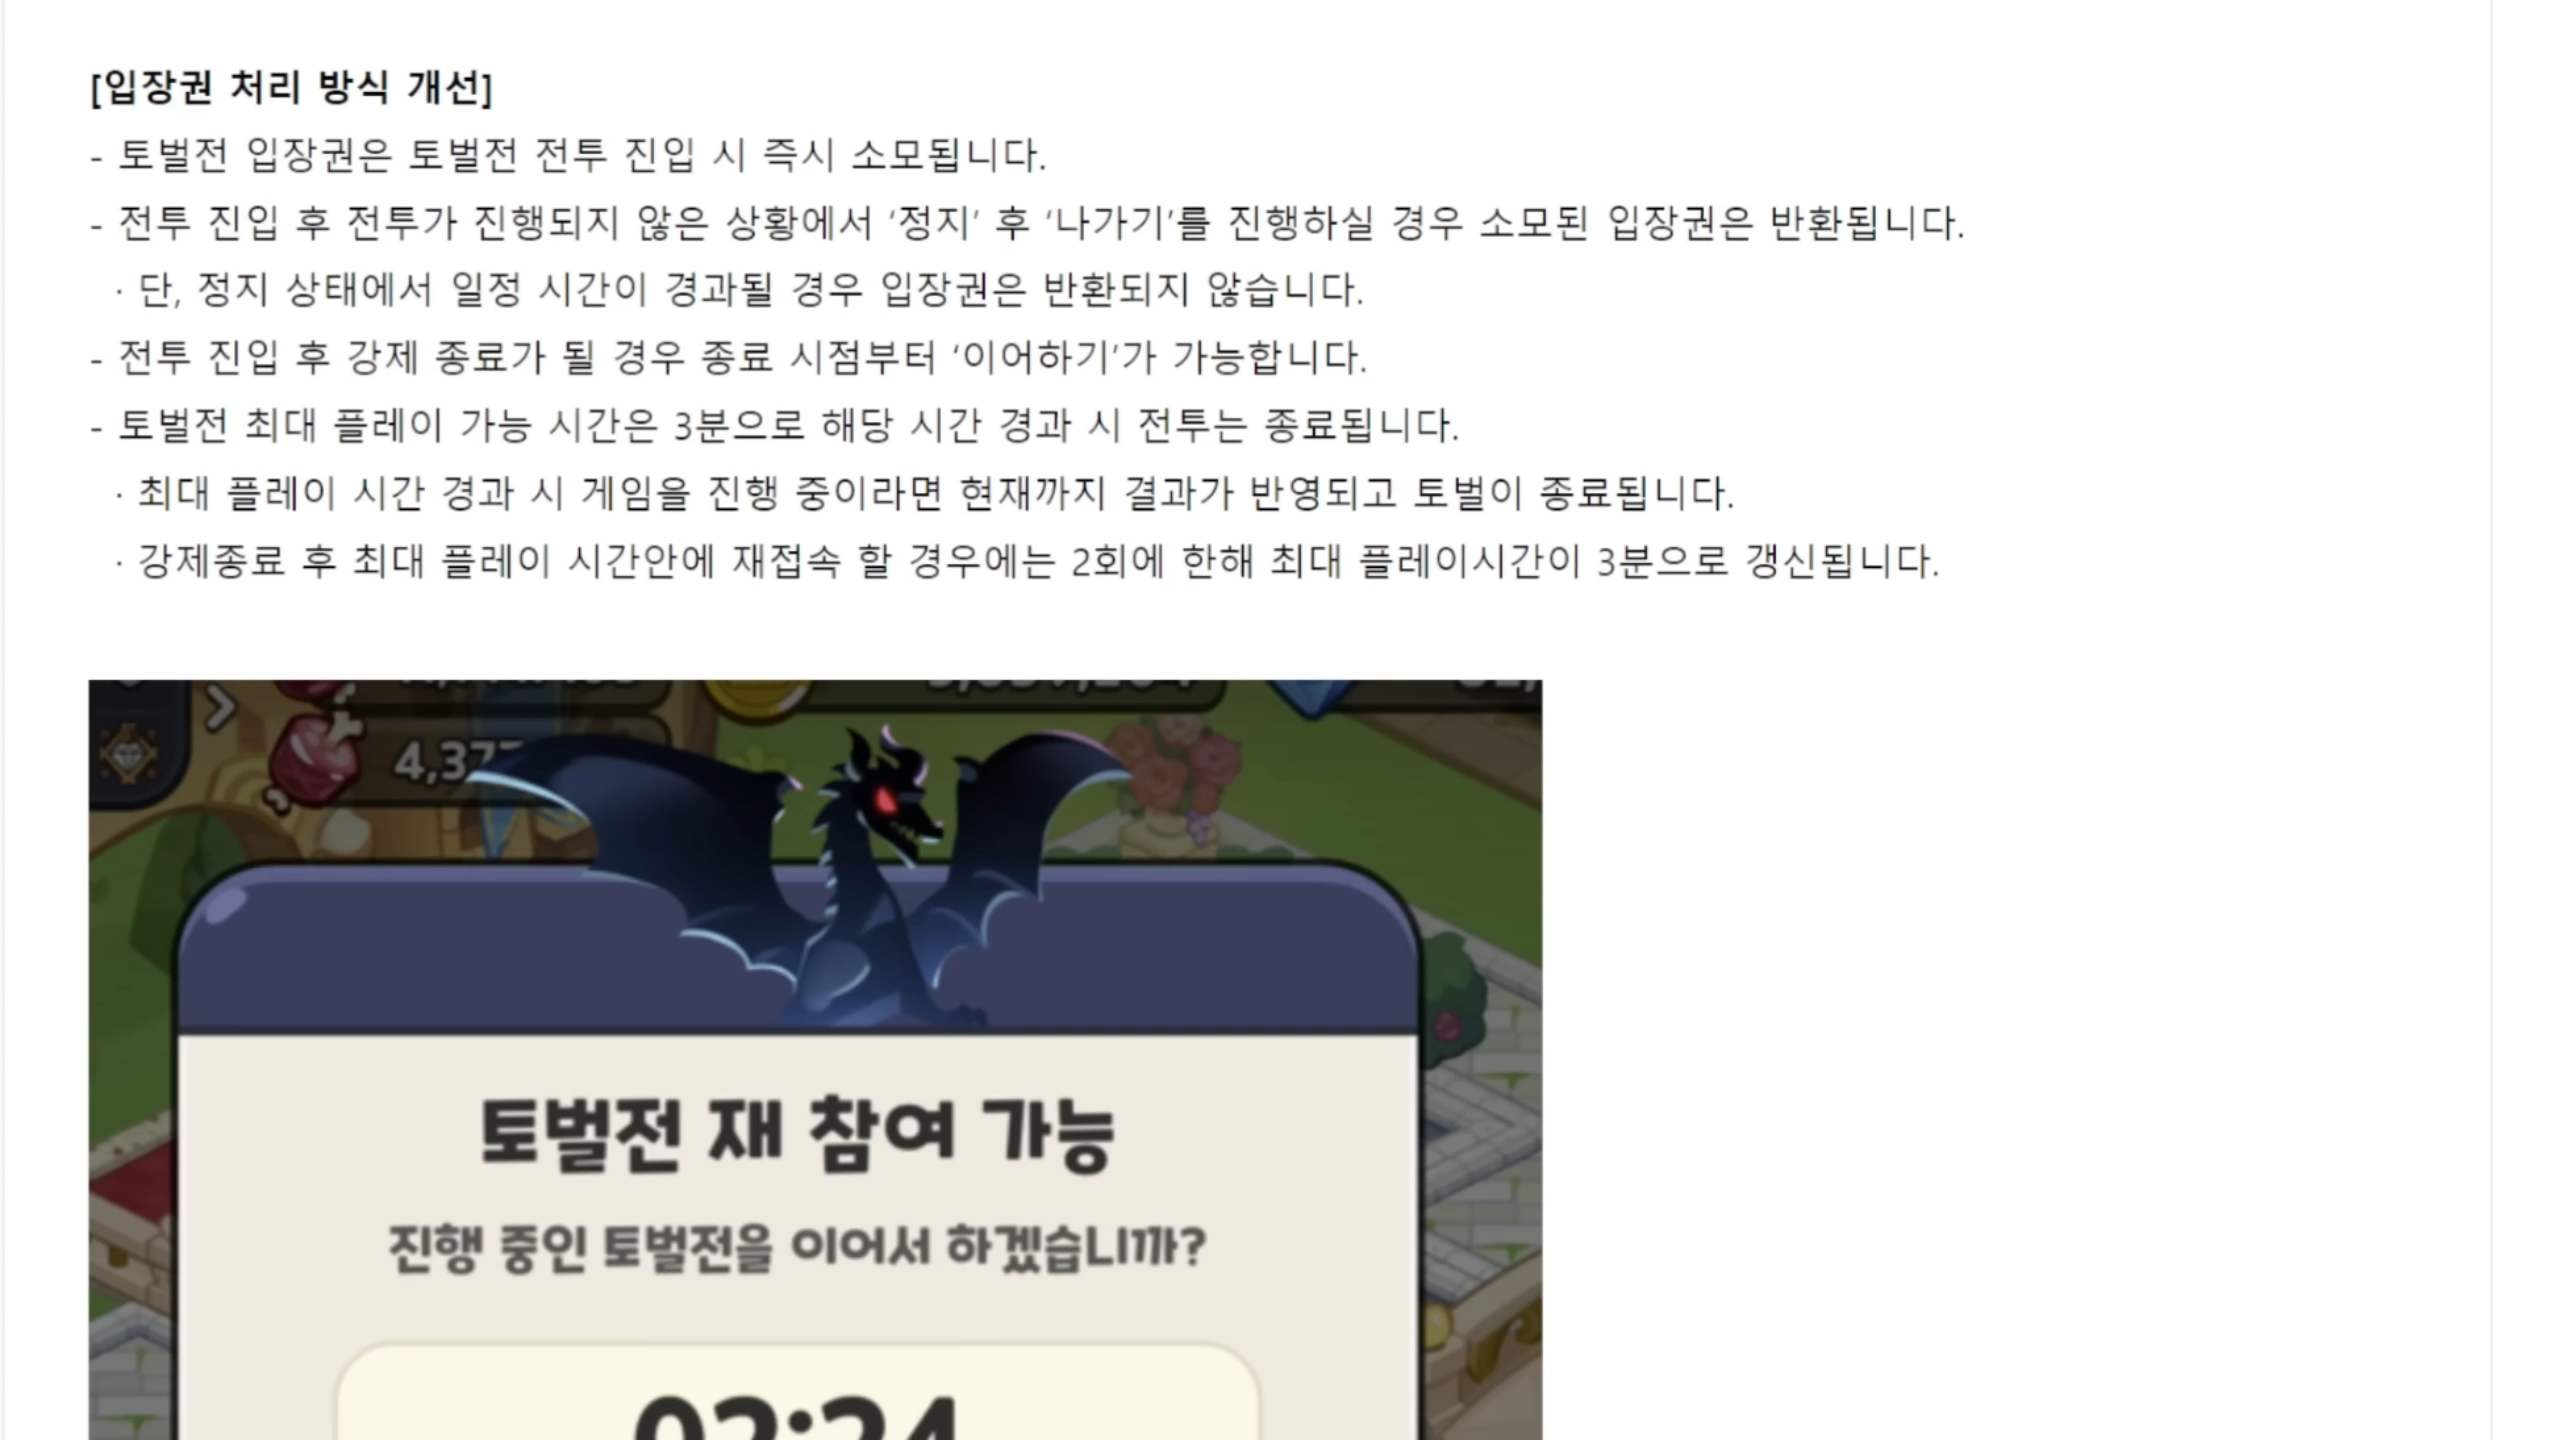 [입장권 처리 방식 개선]
- 토벌전 입장권은 토벌전 전투 진입 시 즉시 소모됩니다.
- 전투 진입 후 전투가 진행되지 않은 상황에서 ‘정지’ 후 ‘나가기’를 진행하실 경우 소모된 입장권은 반환됩니다.
· 단, 정지 상태에서 일정 시간이 경과될 경우 입장권은 반환되지 않습니다.
- 전투 진입 후 강제 종료가 될 경우 종료 시점부터 ‘이어하기’가 가능합니다.
- 토벌전 최대 플레이 가능 시간은 3분으로 해당 시간 경과 시 전투는 종료됩니다.
· 최대 플레이 시간 경과 시 게임을 진행 중이라면 현재까지 결과가 반영되고 토벌이 종료됩니다.
· 강제종료 후 최대 플레이 시간안에 재접속 할 경우에는 2회에 한해 최대 플레이시간이 3분으로 갱신됩니다.
토벌전 재 참여 가능
진행 중인 토벌전을 이어서 하겠습니까?
02:24